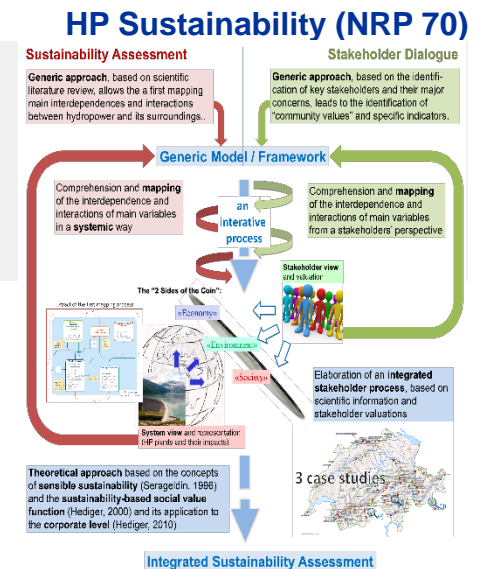 HP Sustainability (NRP 70)
Sustainability Assessment
Stakeholder Dialogue
Generic approach, based on scientific
literature review, allows the a first mapping
main interdependences and interactions
between hydropower and its surroundings..
Generic approach, based on the identifi-
cation of key stakeholders and their major
concerns, leads to the identification of
“community values” and specific indicators.
Generic Model / Framework
Comprehension and mapping
of the interdependence and
interactions of main variables
in a systemic way
an
interative
process
Comprehension and mapping
of the interdependence and
interactions of main variables
from a stakeholders’ perspective
Stakeholder view
and evaluation
The “2 Sides of the Coin”:
«Economy»
«Environment»
«Society»
Result of the first mapping process
System view and representation
(HP plants and their impacts)
Elaboration of an integrated
stakeholder process, based on
scientific information and
stakeholder valuations
3 case studies
Theoretical approach based on the concepts
of sensible sustainability (Serageldin. 1996)
and the sustainability-based social value
function (Hediger, 2000) and its application to
the corporate level (Hediger, 2010)
Integrated Sustainability Assessment